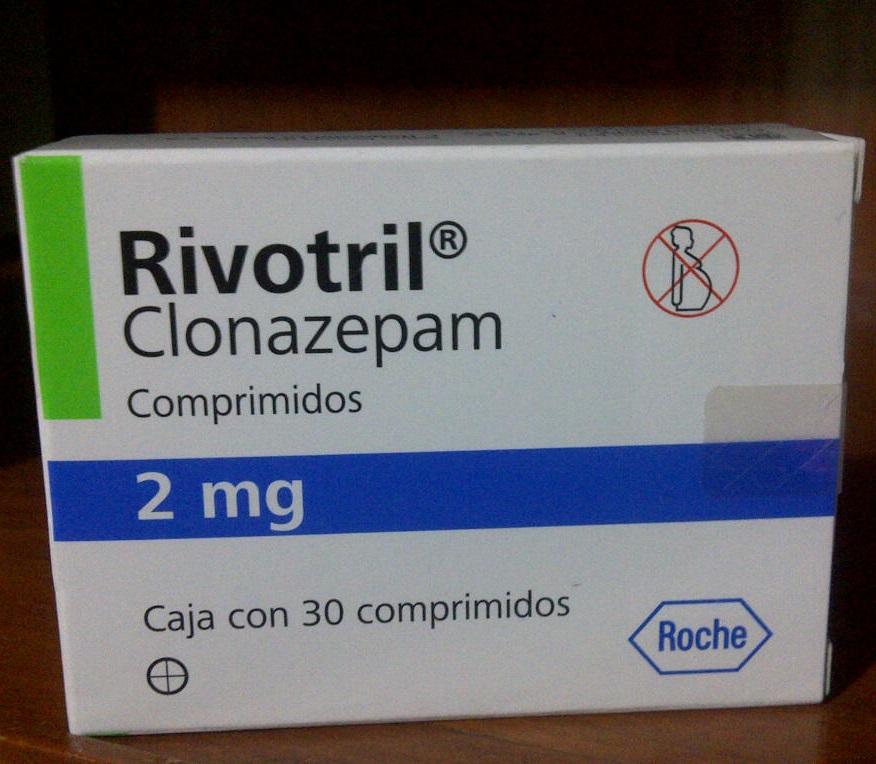 Rivotril®
Clonazepam
Comprimidos
2 mg
Caja con 30 comprimidos
Roche